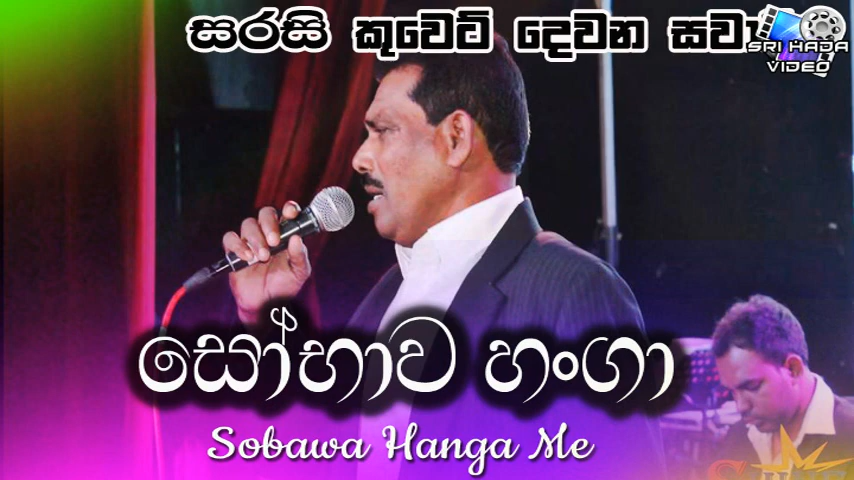 සරසි කුවෙට් දෙවන සවා
SRI HADA
VIDEO
සෝභාව හංගා
Sobawa Hanga Me